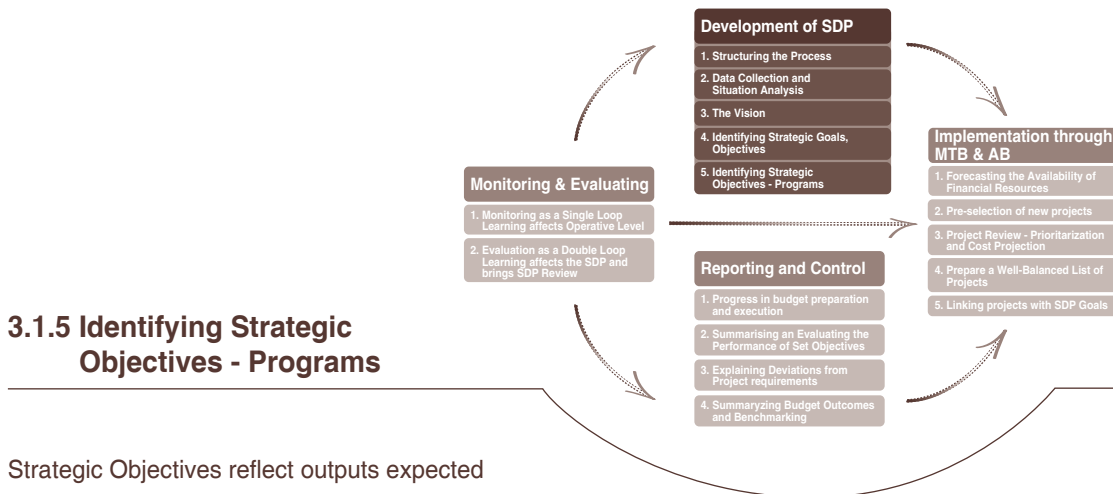 Development of SDP
1. Structuring the Process
2. Data Collection and
Situation Analysis
3. The Vision
4. Identifying Strategic Goals,
Objectives
5. Identifying Strategic
Objectives - Programs
Implementation through
MTB & AB
1. Forecasting the Availability of
Financial Resources
2. Pre-selection of new projects
3. Project Review - Prioritarization
and Cost Projection
4. Prepare a Well-Balanced List of
Projects
5. Linking projects with SDP Goals
Monitoring & Evaluating
1. Monitoring as a Single Loop
Learning affects Operative Level
2. Evaluation as a Double Loop
Learning affects the SDP and
brings SDP Review
Reporting and Control
1. Progress in budget preparation
and execution
2. Summarising an Evaluating the
Performance of Set Objectives
3. Explaining Deviations from
Project requirements
4. Summaryzing Budget Outcomes
and Benchmarking
3.1.5 Identifying Strategic
Objectives - Programs
Strategic Objectives reflect outputs expected